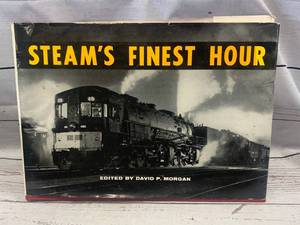 STEAM'S FINEST HOUR
EDITED BY DAVID P. MORGAN